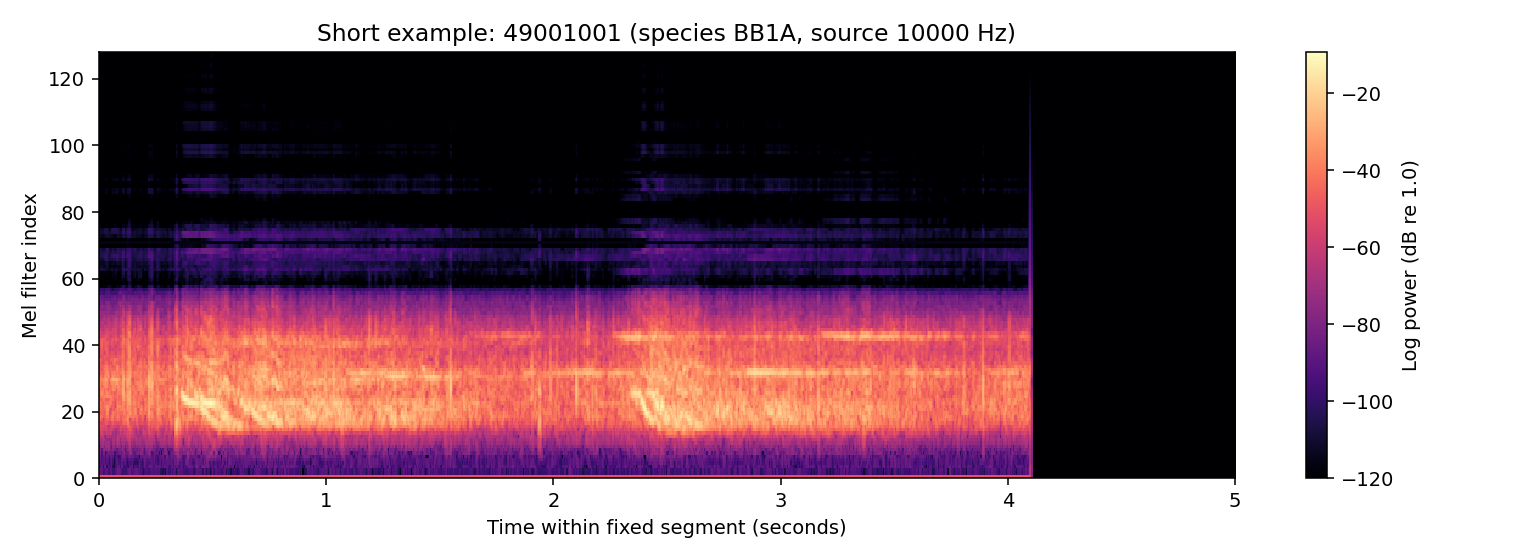 Short example: 49001001 (species BB1A, source 10000 Hz)
120
100
80
60
40
20
0
Mel filter index
0 1 2 3 4 5
Time within fixed segment (seconds)
−20
−40
−60
−80
−100
−120
Log power (dB re 1.0)